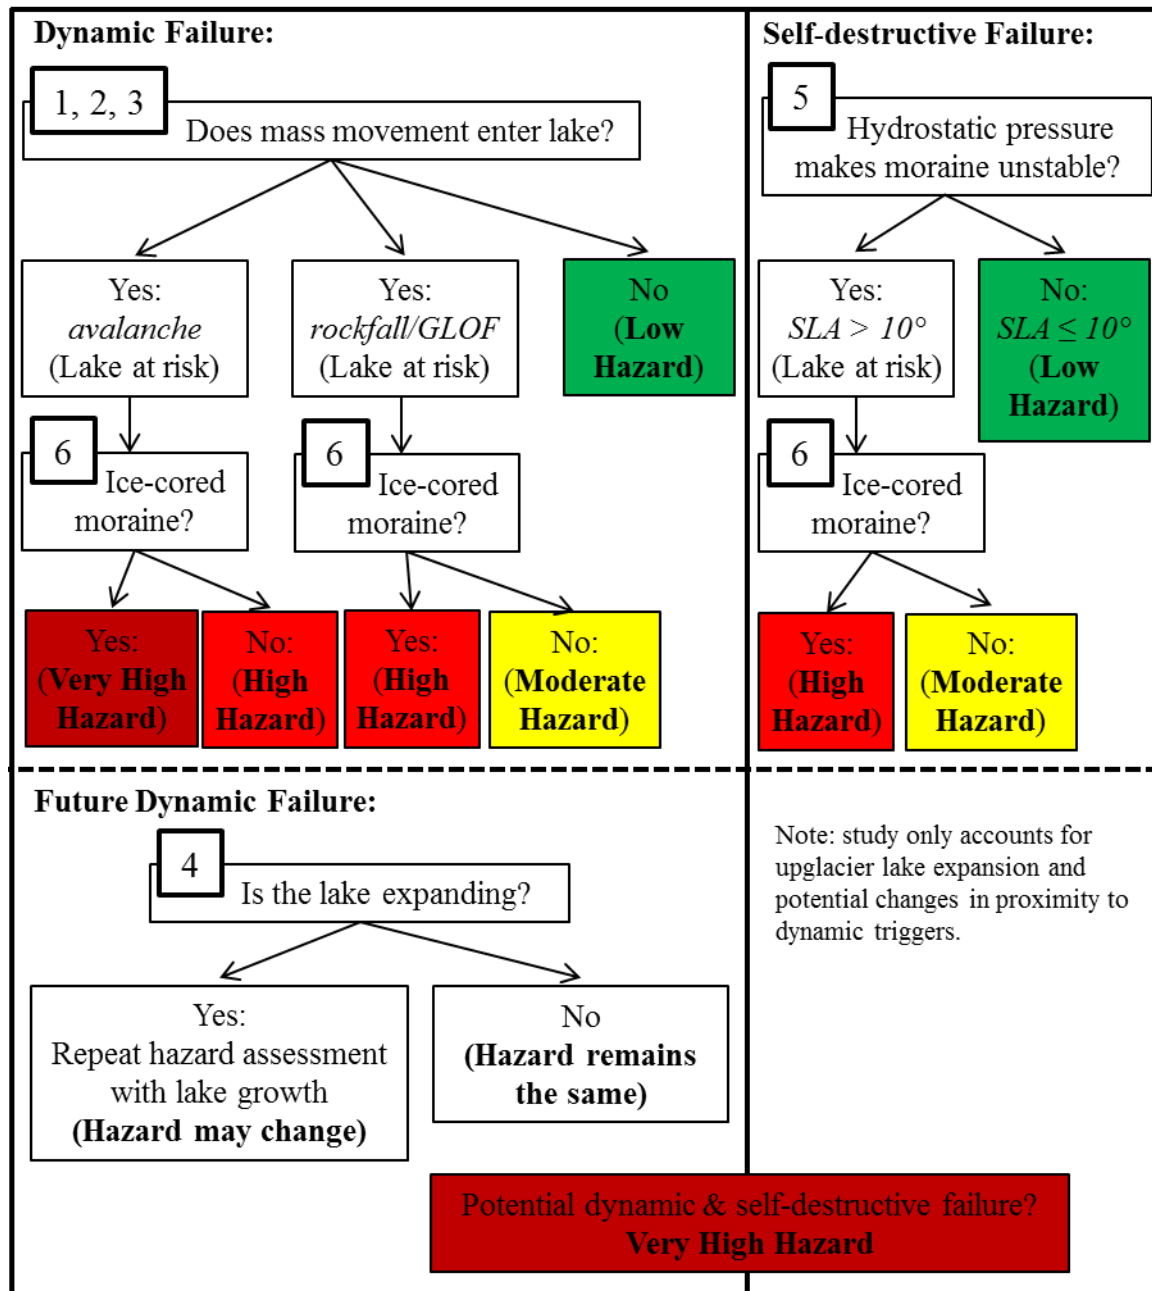 Dynamic Failure:
1, 2, 3
Does mass movement enter lake?
Yes:
avalanche
(Lake at risk)
Yes:
rockfall/GLOF
(Lake at risk)
No
(Low
Hazard)
6
Ice-cored
moraine?
6
Ice-cored
moraine?
Yes:
(Very High
Hazard)
No:
(High
Hazard)
Yes:
(High
Hazard)
No:
(Moderate
Hazard)
Self-destructive Failure:
5
Hydrostatic pressure
makes moraine unstable?
Yes:
SLA > 10°
(Lake at risk)
No:
SLA ≤ 10°
(Low
Hazard)
6
Ice-cored
moraine?
Yes:
(High
Hazard)
No:
(Moderate
Hazard)
Future Dynamic Failure:
4
Is the lake expanding?
Yes:
Repeat hazard assessment
with lake growth
(Hazard may change)
No
(Hazard remains
the same)
Note: study only accounts for
upglacier lake expansion and
potential changes in proximity to
dynamic triggers.
Potential dynamic & self-destructive failure?
Very High Hazard